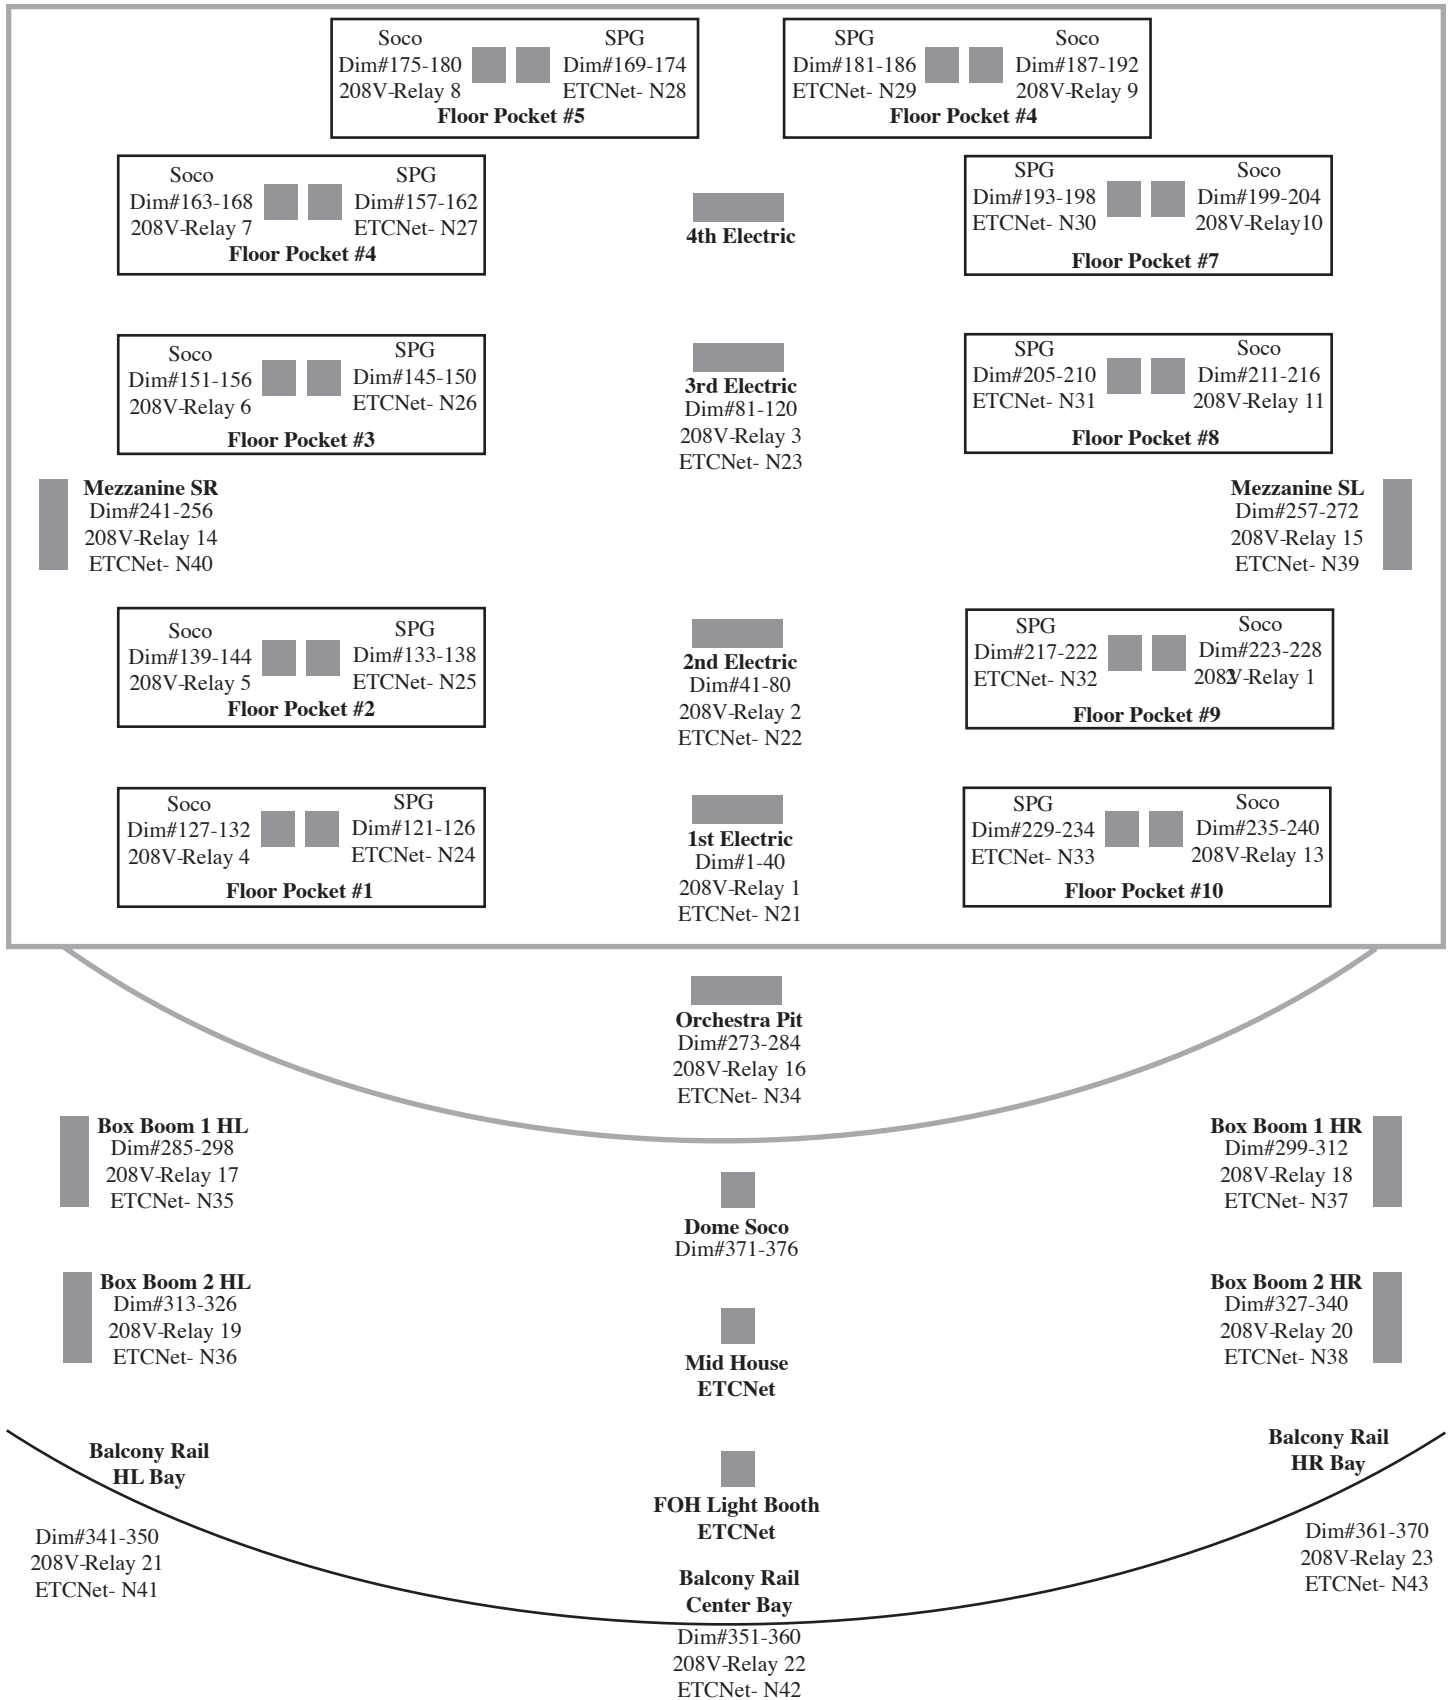 Soco
Dim#175-180
208V-Relay 8
SPG
Dim#169-174
ETCNet- N28
Floor Pocket #5
SPG
Dim#181-186
ETCNet- N29
Soco
Dim#187-192
208V-Relay 9
Floor Pocket #4
Soco
Dim#163-168
208V-Relay 7
SPG
Dim#157-162
ETCNet- N27
Floor Pocket #4
4th Electric
SPG
Dim#193-198
ETCNet- N30
Soco
Dim#199-204
208V-Relay10
Floor Pocket #7
Soco
Dim#151-156
208V-Relay 6
SPG
Dim#145-150
ETCNet- N26
Floor Pocket #3
3rd Electric
Dim#81-120
208V-Relay 3
ETCNet- N23
SPG
Dim#205-210
ETCNet- N31
Soco
Dim#211-216
208V-Relay 11
Floor Pocket #8
Mezzanine SR
Dim#241-256
208V-Relay 14
ETCNet- N40
Mezzanine SL
Dim#257-272
208V-Relay 15
ETCNet- N39
Soco
Dim#139-144
208V-Relay 5
SPG
Dim#133-138
ETCNet- N25
Floor Pocket #2
2nd Electric
Dim#41-80
208V-Relay 2
ETCNet- N22
SPG
Dim#217-222
ETCNet- N32
Soco
Dim#223-228
2082V-Relay 1
Floor Pocket #9
Soco
Dim#127-132
208V-Relay 4
SPG
Dim#121-126
ETCNet- N24
Floor Pocket #1
1st Electric
Dim#1-40
208V-Relay 1
ETCNet- N21
SPG
Dim#229-234
ETCNet- N33
Soco
Dim#235-240
208V-Relay 13
Floor Pocket #10
Orchestra Pit
Dim#273-284
208V-Relay 16
ETCNet- N34
Box Boom 1 HL
Dim#285-298
208V-Relay 17
ETCNet- N35
Box Boom 1 HR
Dim#299-312
208V-Relay 18
ETCNet- N37
Dome Soco
Dim#371-376
Box Boom 2 HL
Dim#313-326
208V-Relay 19
ETCNet- N36
Box Boom 2 HR
Dim#327-340
208V-Relay 20
ETCNet- N38
Mid House
ETCNet
Balcony Rail
HL Bay
Dim#341-350
208V-Relay 21
ETCNet- N41
FOH Light Booth
ETCNet
Balcony Rail
HR Bay
Dim#361-370
208V-Relay 23
ETCNet- N43
Balcony Rail
Center Bay
Dim#351-360
208V-Relay 22
ETCNet- N42